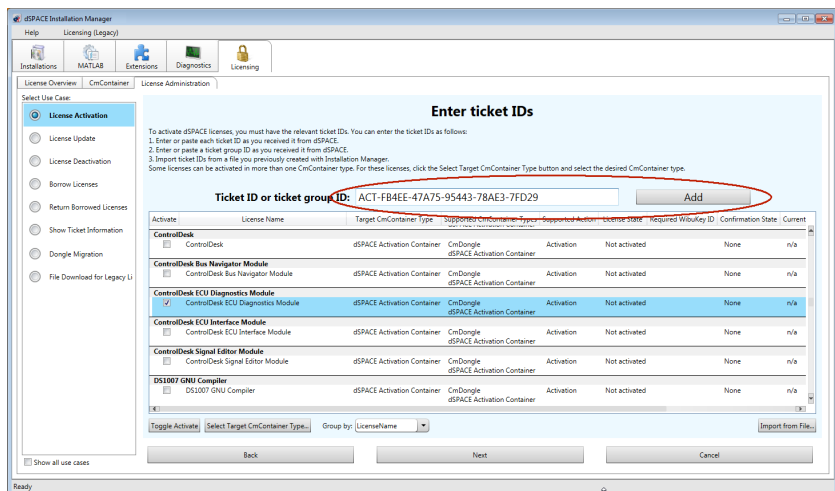 dSPACE Installation Manager
Help Licensing (Legacy)
Installations MATLAB Extensions Diagnostics Licensing
License Overview CmContainer License Administration
Select Use Case:
License Activation
License Update
License Deactivation
Borrow Licenses
Return Borrowed Licenses
Show Ticket Information
Dongle Migration
File Download for Legacy Li
Show all use cases
Enter ticket IDs
To activate dSPACE licenses, you must have the relevant ticket IDs. You can enter the ticket IDs as follows:
1. Enter or paste each ticket ID as you received it from dSPACE.
2. Enter or paste a ticket group ID as you received it from dSPACE.
3. Import ticket IDs from a file you previously created with Installation Manager.
Some licenses can be activated in more than one CmContainer type. For these licenses, click the Select Target CmContainer Type button and select the desired CmContainer type.
Ticket ID or ticket group ID: ACT-FB4EE-47A75-95443-78AE3-7FD29 Add
Activate License Name Target CmContainer Type Supported CmContainer Types Supported Action License State Required WibuKey ID Confirmation State Current
ControlDesk
ControlDesk dSPACE Activation Container CmDongle Activation Not activated None n/a
dSPACE Migration Container
ControlDesk Bus Navigator Module
ControlDesk Bus Navigator Module dSPACE Activation Container CmDongle Activation Not activated None n/a
dSPACE Migration Container
ControlDesk ECU Diagnostics Module
ControlDesk ECU Diagnostics Module dSPACE Activation Container CmDongle Activation Not activated None n/a
dSPACE Activation Container
ControlDesk ECU Interface Module
ControlDesk ECU Interface Module dSPACE Activation Container CmDongle Activation Not activated None n/a
dSPACE Activation Container
ControlDesk Signal Editor Module
ControlDesk Signal Editor Module dSPACE Activation Container CmDongle Activation Not activated None n/a
dSPACE Activation Container
DS1007 GNU Compiler
DS1007 GNU Compiler dSPACE Activation Container CmDongle Activation Not activated None n/a
dSPACE Activation Container
Toggle Activate Select Target CmContainer Type... Group by: LicenseName Import from File...
Back Next Cancel
Ready